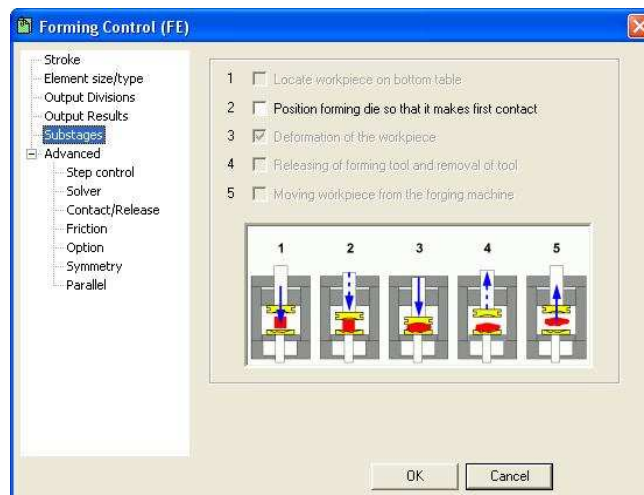 Forming Control (FE)
Stroke
Element size/type
Output Divisions
Output Results
Substages
Advanced
Step control
Solver
Contact/Release
Friction
Option
Symmetry
Parallel
1 Locate workpiece on bottom table
2 Position forming die so that it makes first contact
3 Deformation of the workpiece
4 Releasing of forming tool and removal of tool
5 Moving workpiece from the forging machine
1 2 3 4 5
OK Cancel